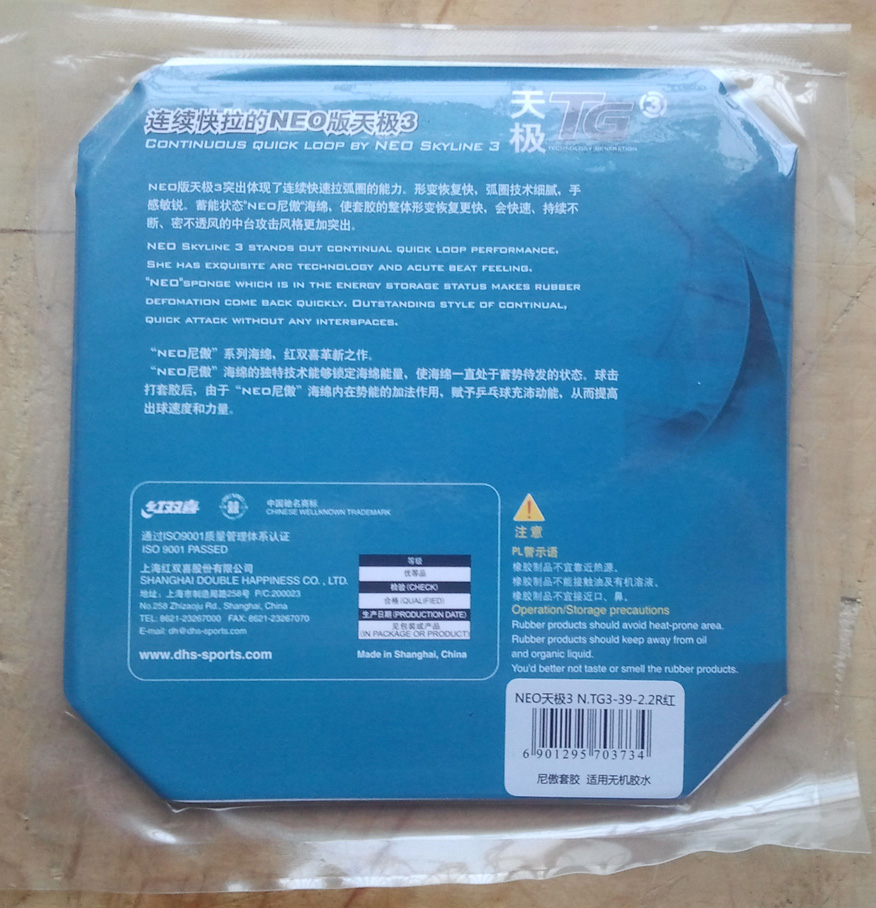 连续快拉的NEO版天极3
CONTINUOUS QUICK LOOP BY NEO SKYLINE 3
天极 TG ③
TECHNOLOGY GENERATION
NEO版天极3突出体现了连续快速拉弧圈的能力。形变恢复快，弧圈技术细腻，手
感敏锐。蓄能状态"NEO尼傲"海绵，使套胶的整体形变恢复更快，会快速、持续不
断、密不透风的中台攻击风格更加突出。
NEO SKYLINE 3 STANDS OUT CONTINUAL QUICK LOOP PERFORMANCE.
SHE HAS EXQUISITE ARC TECHNOLOGY AND ACUTE BEAT FEELING.
"NEO"SPONGE WHICH IS IN THE ENERGY STORAGE STATUS MAKES RUBBER
DEFOMATION COME BACK QUICKLY. OUTSTANDING STYLE OF CONTINUAL,
QUICK ATTACK WITHOUT ANY INTERSPACES.
“NEO尼傲”系列海绵，红双喜革新之作。
“NEO尼傲”海绵的独特技术能够锁定海绵能量，使海绵一直处于蓄势待发的状态。球击
打套胶后，由于“NEO尼傲”海绵内在势能的加法作用，赋予乒乓球充沛动能，从而提高
出球速度和力量。
红双喜
中国驰名商标
CHINESE WELLKNOWN TRADEMARK
通过ISO9001质量管理体系认证
ISO 9001 PASSED
上海红双喜股份有限公司
SHANGHAI DOUBLE HAPPINESS CO., LTD.
地址：上海市制造局路258号 P/C:200023
No.258 Zhizaoju Rd., Shanghai, China
TEL: 8621-63267000 FAX: 8621-63267070
E-mail: dh@dhs-sports.com
www.dhs-sports.com
等级
优等品
检验(CHECK)
合格(QUALIFIED)
生产日期(PRODUCTION DATE)
见包装或产品
(IN PACKAGE OR PRODUCT)
Made in Shanghai, China
注意
PL警示语
橡胶制品不宜靠近热源。
橡胶制品不能接触油及有机溶液。
橡胶制品不宜接近口、鼻。
Operation/Storage precautions
Rubber products should avoid heat-prone area.
Rubber products should keep away from oil
and organic liquid.
You'd better not taste or smell the rubber products.
NEO天极3 N.TG3-39-2.2R红
6 901295 703734
尼傲套胶 适用无机胶水